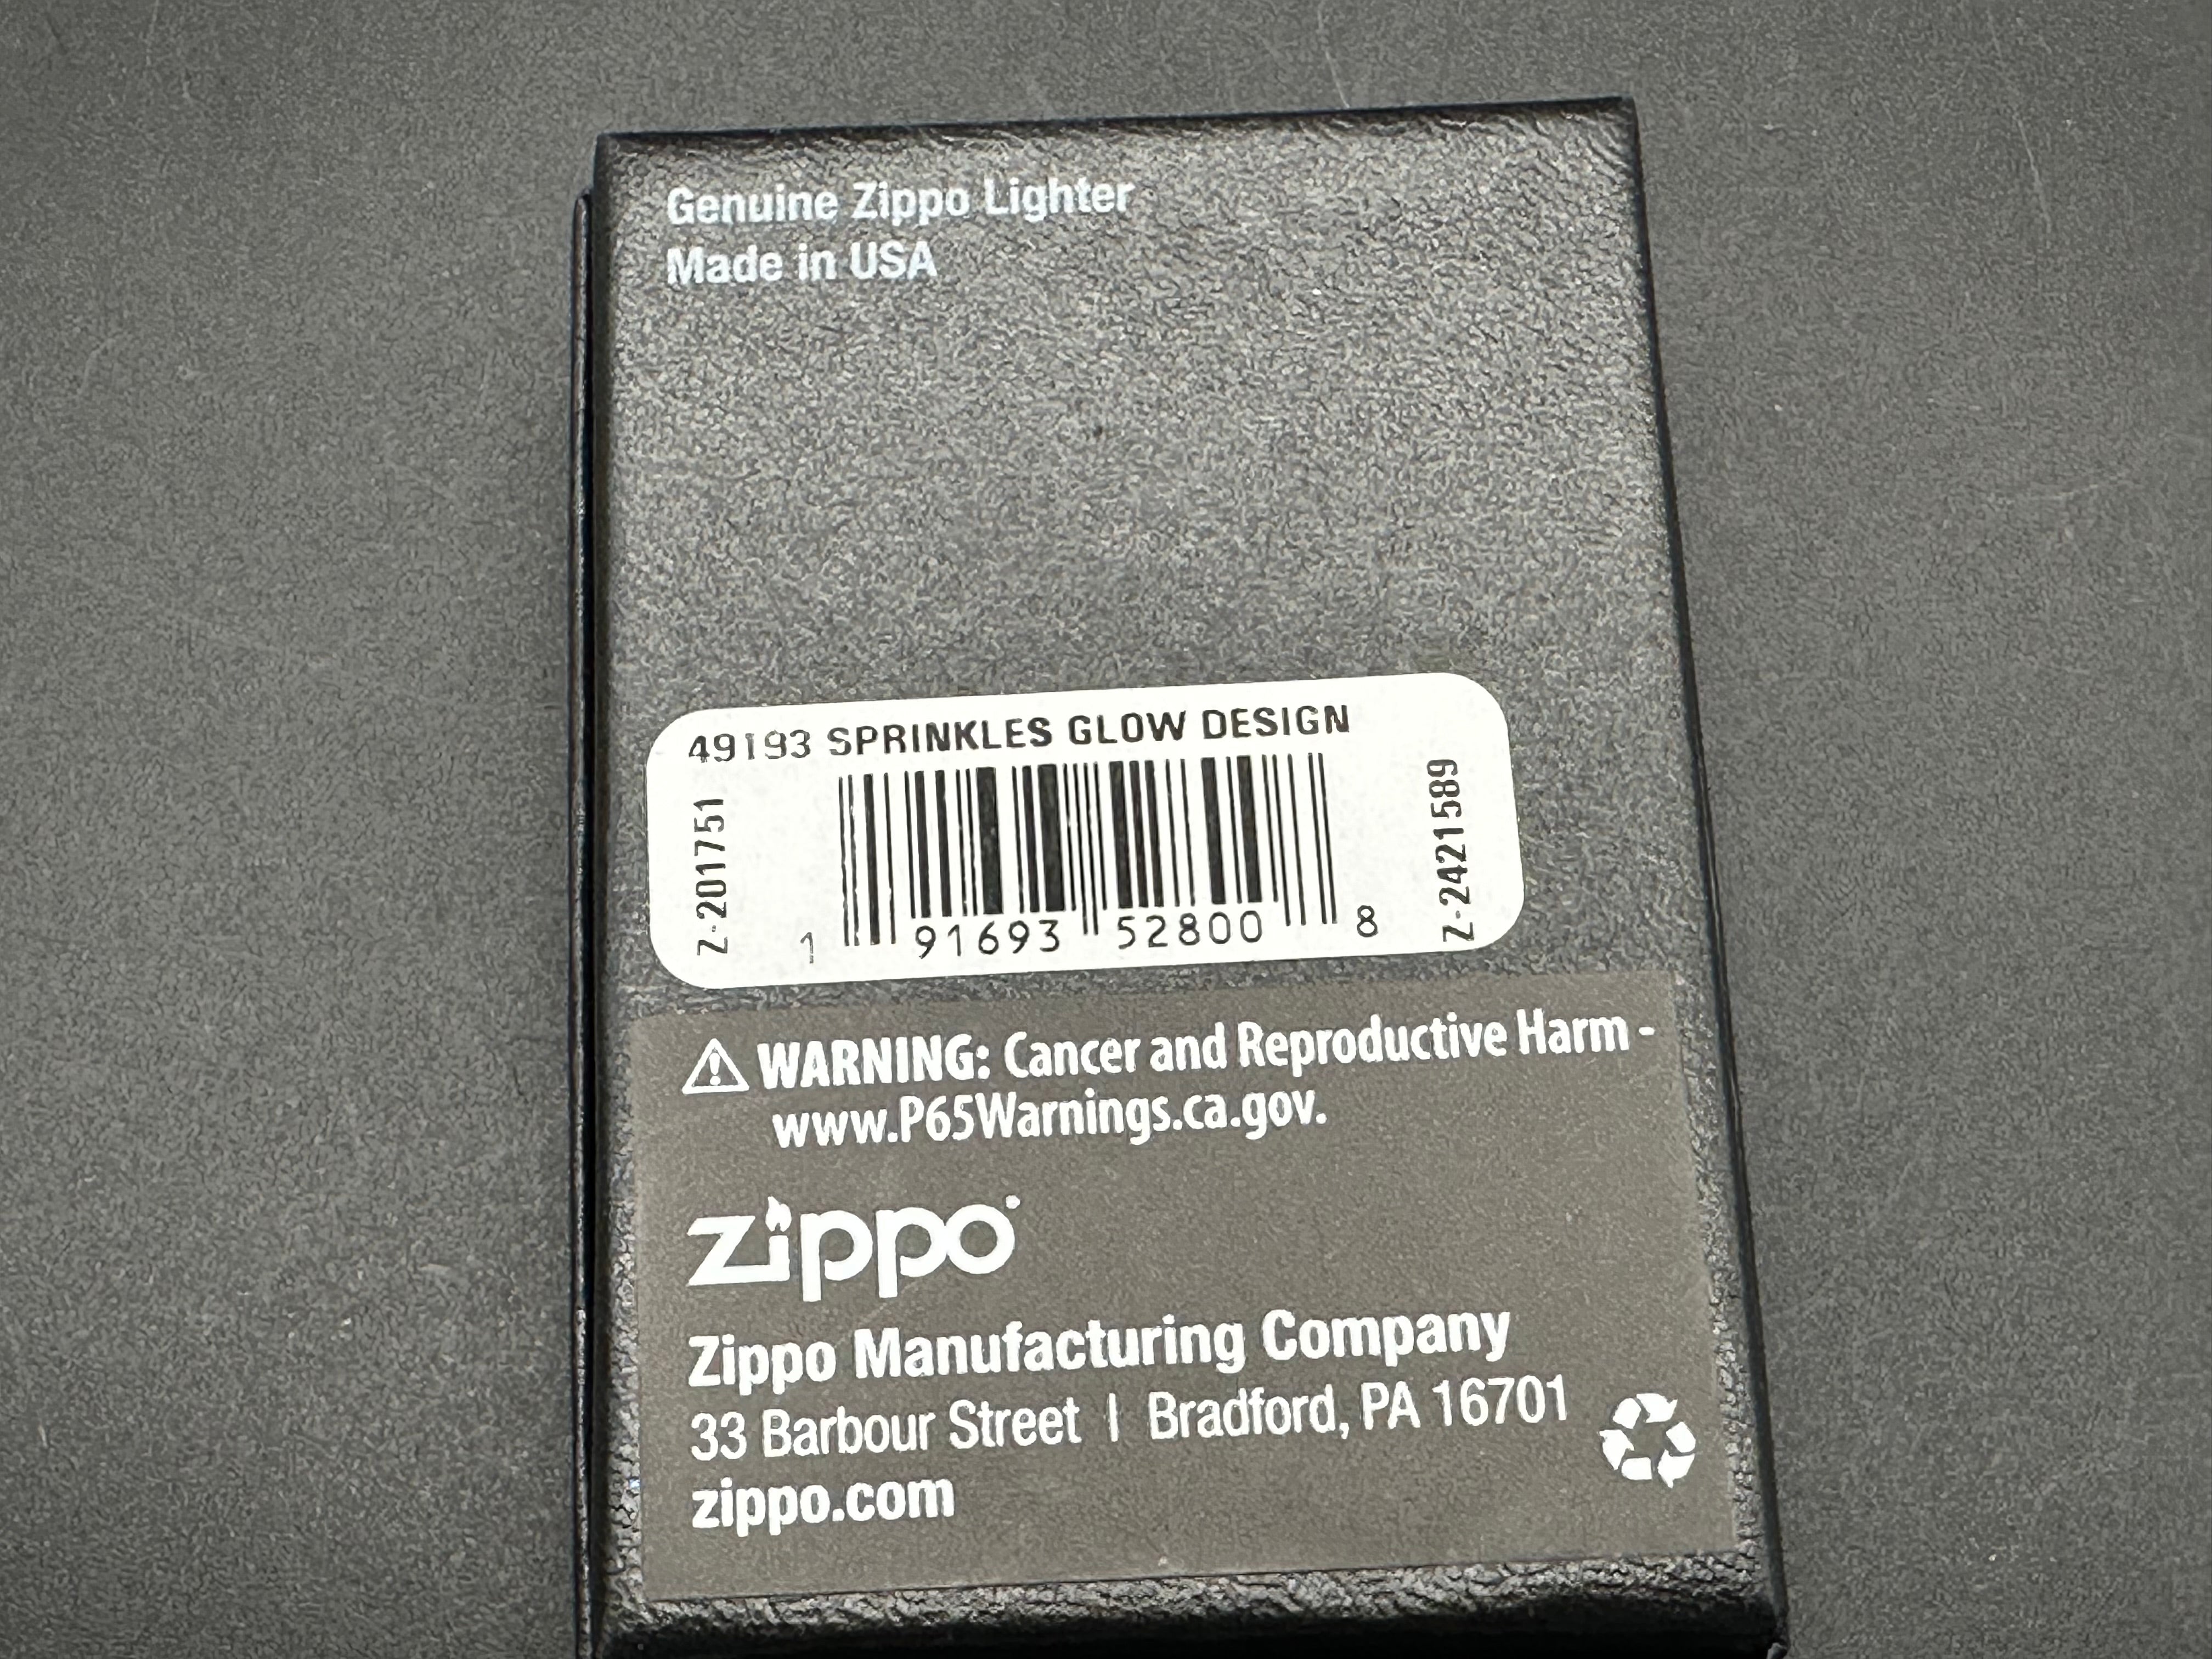 Genuine Zippo Lighter
Made in USA
49193 SPRINKLES GLOW DESIGN
Z-2017751
1 91693 52800 8
Z-2421589
WARNING: Cancer and Reproductive Harm -
www.P65Warnings.ca.gov.
zippo
Zippo Manufacturing Company
33 Barbour Street | Bradford, PA 16701
zippo.com